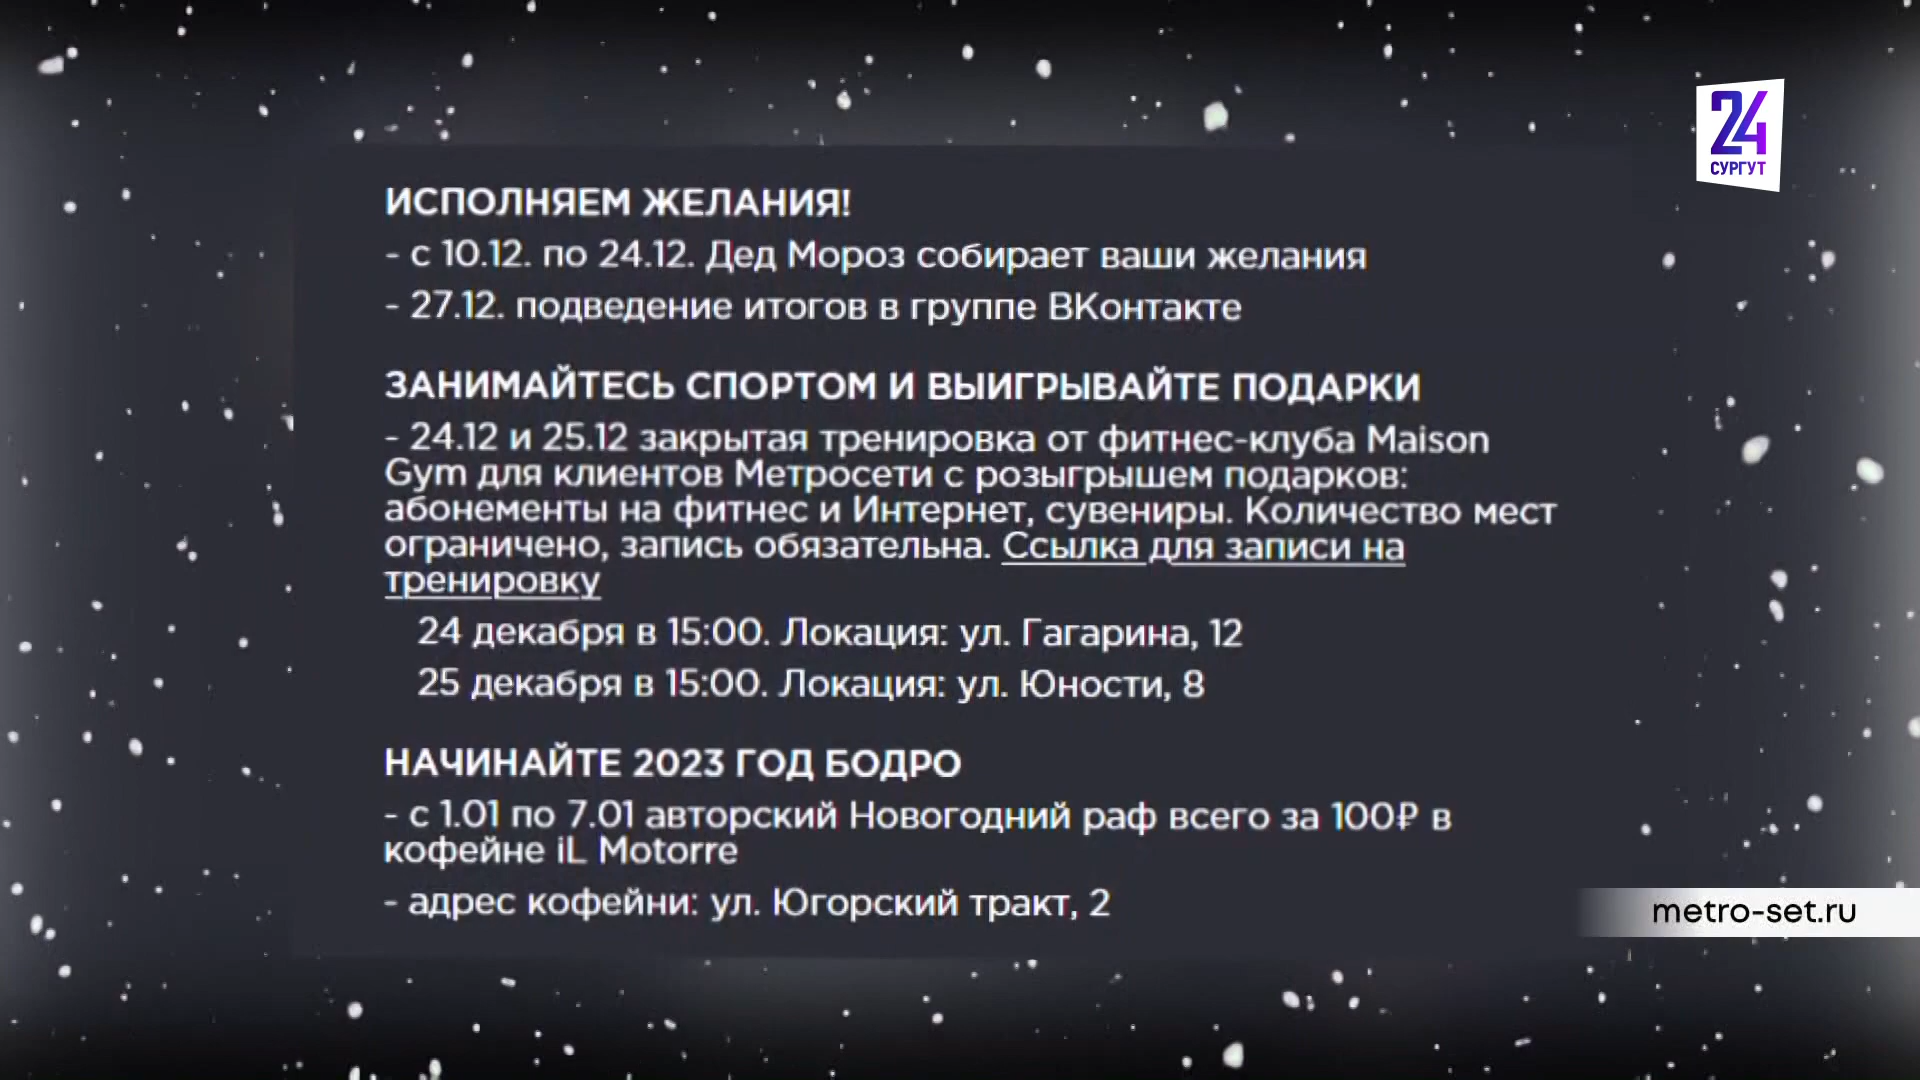 24
СУРГУТ
ИСПОЛНЯЕМ ЖЕЛАНИЯ!
- с 10.12. по 24.12. Дед Мороз собирает ваши желания
- 27.12. подведение итогов в группе ВКонтакте
ЗАНИМАЙТЕСЬ СПОРТОМ И ВЫИГРЫВАЙТЕ ПОДАРКИ
- 24.12 и 25.12 закрытая тренировка от фитнес-клуба Maison
Gym для клиентов Метросети с розыгрышем подарков:
абонементы на фитнес и Интернет, сувениры. Количество мест
ограничено, запись обязательна. Ссылка для записи на
тренировку
24 декабря в 15:00. Локация: ул. Гагарина, 12
25 декабря в 15:00. Локация: ул. Юности, 8
НАЧИНАЙТЕ 2023 ГОД БОДРО
- с 1.01 по 7.01 авторский Новогодний раф всего за 100₽ в
кофейне iL Motorre
- адрес кофейни: ул. Югорский тракт, 2
metro-set.ru